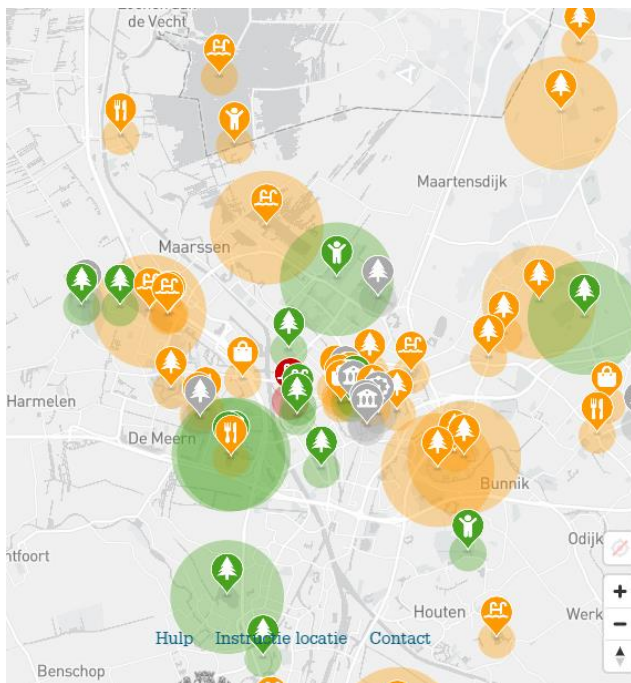 de Vecht
Maartensdijk
Maarssen
Harmelen
De Meern
Bunnik
Odijk
ntfoort
Houten
Werk
Hulp Instructie locatie Contact
Benschop
+
−